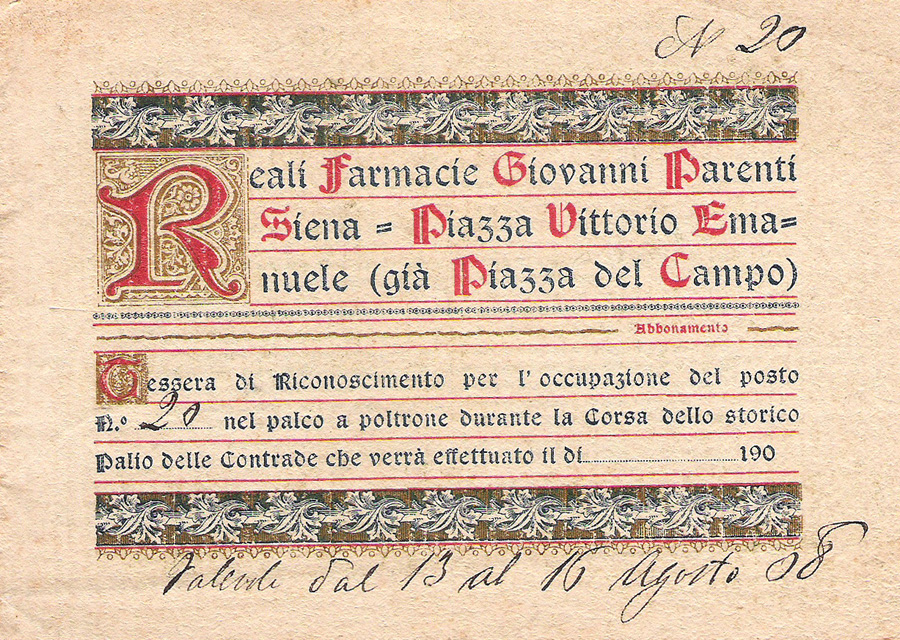 N 20
Reali Farmacie Giovanni Parenti
Siena = Piazza Vittorio Ema=
nuele (già Piazza del Campo)
Abbonamento
Tessera di Riconoscimento per l'occupazione del posto
N.º 20 nel palco a poltrone durante la Corsa dello storico
Palio delle Contrade che verrà effettuato il dì 190
Valevole dal 13 al 16 Agosto 08